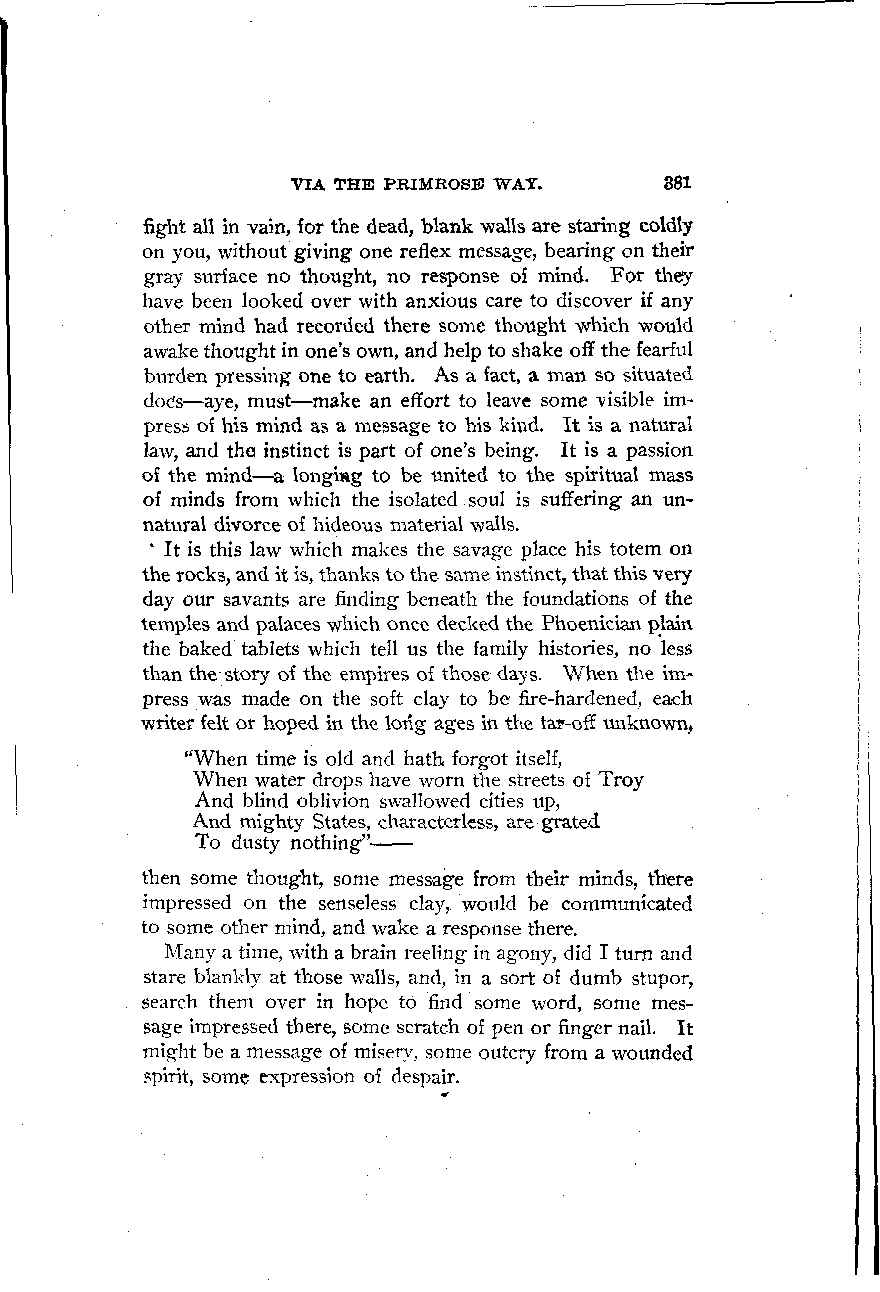 VIA THE PRIMROSE WAY. 381
fight all in vain, for the dead, blank walls are staring coldly
on you, without giving one reflex message, bearing on their
gray surface no thought, no response of mind. For they
have been looked over with anxious care to discover if any
other mind had recorded there some thought which would
awake thought in one's own, and help to shake off the fearful
burden pressing one to earth. As a fact, a man so situated
does—aye, must—make an effort to leave some visible im-
press of his mind as a message to his kind. It is a natural
law, and the instinct is part of one's being. It is a passion
of the mind—a longing to be united to the spiritual mass
of minds from which the isolated soul is suffering an un-
natural divorce of hideous material walls.
It is this law which makes the savage place his totem on
the rocks, and it is, thanks to the same instinct, that this very
day our savants are finding beneath the foundations of the
temples and palaces which once decked the Phoenician plain
the baked tablets which tell us the family histories, no less
than the story of the empires of those days. When the im-
press was made on the soft clay to be fire-hardened, each
writer felt or hoped in the long ages in the far-off unknown,
"When time is old and hath forgot itself,
When water drops have worn the streets of Troy
And blind oblivion swallowed cities up,
And mighty States, characterless, are grated
To dusty nothing"——
then some thought, some message from their minds, there
impressed on the senseless clay, would be communicated
to some other mind, and wake a response there.
Many a time, with a brain reeling in agony, did I turn and
stare blankly at those walls, and, in a sort of dumb stupor,
search them over in hope to find some word, some mes-
sage impressed there, some scratch of pen or finger nail. It
might be a message of misery, some outcry from a wounded
spirit, some expression of despair.